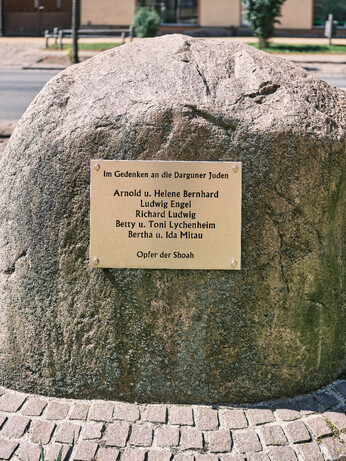 Im Gedenken an die Darguner Juden
Arnold u. Helene Bernhard
Ludwig Engel
Richard Ludwig
Betty u. Toni Lychenheim
Bertha u. Ida Mitau
Opfer der Shoah